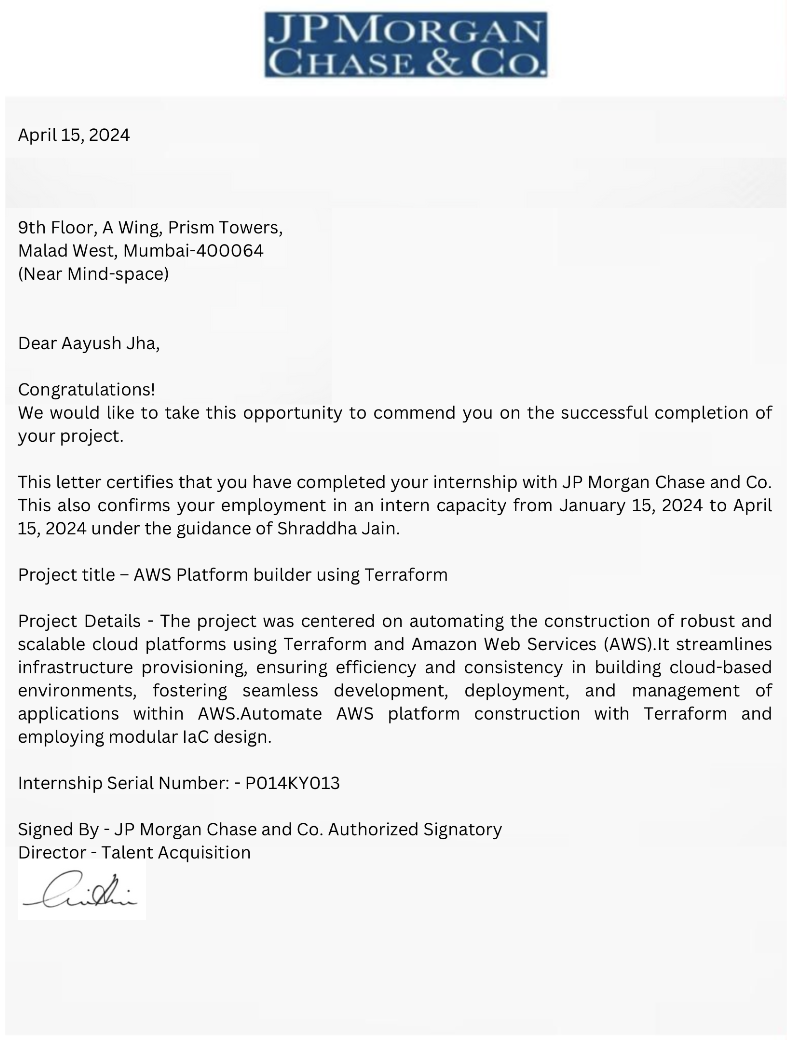 JPMORGAN
CHASE & CO.
April 15, 2024
9th Floor, A Wing, Prism Towers,
Malad West, Mumbai-400064
(Near Mind-space)
Dear Aayush Jha,
Congratulations!
We would like to take this opportunity to commend you on the successful completion of
your project.
This letter certifies that you have completed your internship with JP Morgan Chase and Co.
This also confirms your employment in an intern capacity from January 15, 2024 to April
15, 2024 under the guidance of Shraddha Jain.
Project title – AWS Platform builder using Terraform
Project Details - The project was centered on automating the construction of robust and
scalable cloud platforms using Terraform and Amazon Web Services (AWS).It streamlines
infrastructure provisioning, ensuring efficiency and consistency in building cloud-based
environments, fostering seamless development, deployment, and management of
applications within AWS.Automate AWS platform construction with Terraform and
employing modular IaC design.
Internship Serial Number: - P014KY013
Signed By - JP Morgan Chase and Co. Authorized Signatory
Director - Talent Acquisition